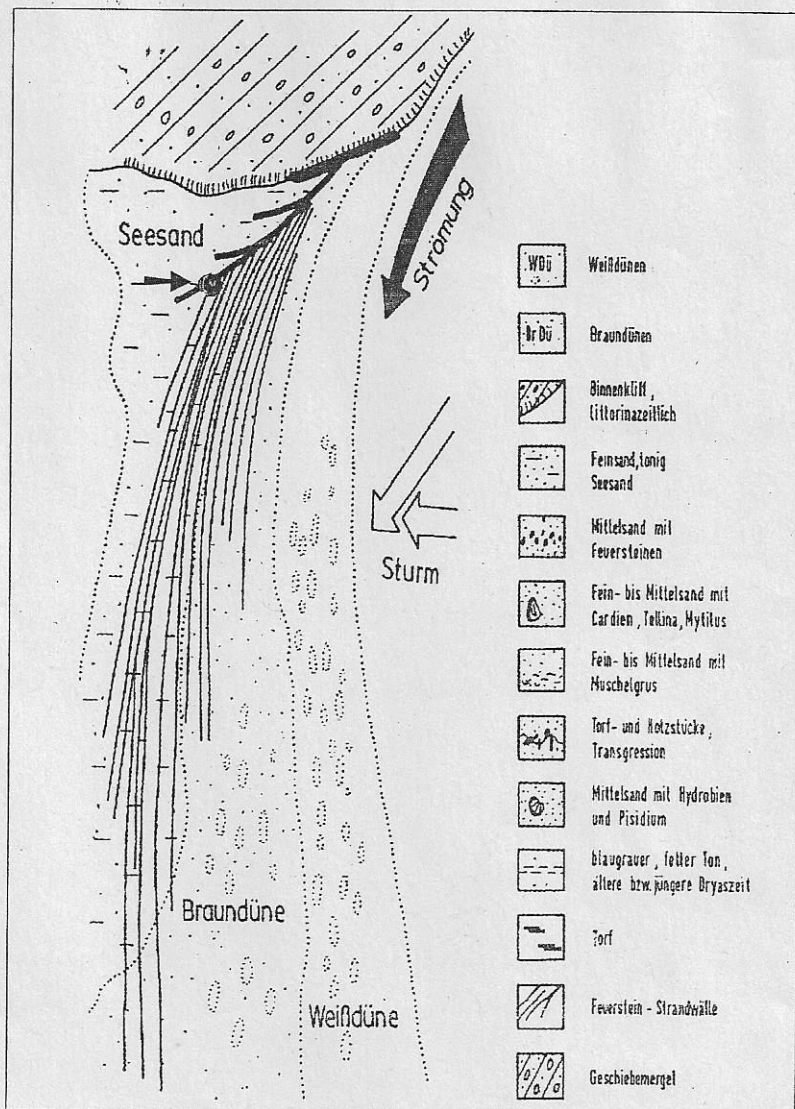 Seesand
Strömung
Sturm
Braundüne
Weißdüne
WDü Weißdünen
BrDü Braundünen
Binnenkliff,
littorinazeitlich
Feinsand, tonig
Seesand
Mittelsand mit
Feuersteinen
Fein- bis Mittelsand mit
Cardien, Tellina, Mytilus
Fein- bis Mittelsand mit
Muschelgrus
Torf- und Holzstücke,
Transgression
Mittelsand mit Hydrobien
und Pisidium
blaugrauer, fetter Ton,
ältere bzw. jüngere Dryaszeit
Torf
Feuerstein - Strandwälle
Geschiebemergel